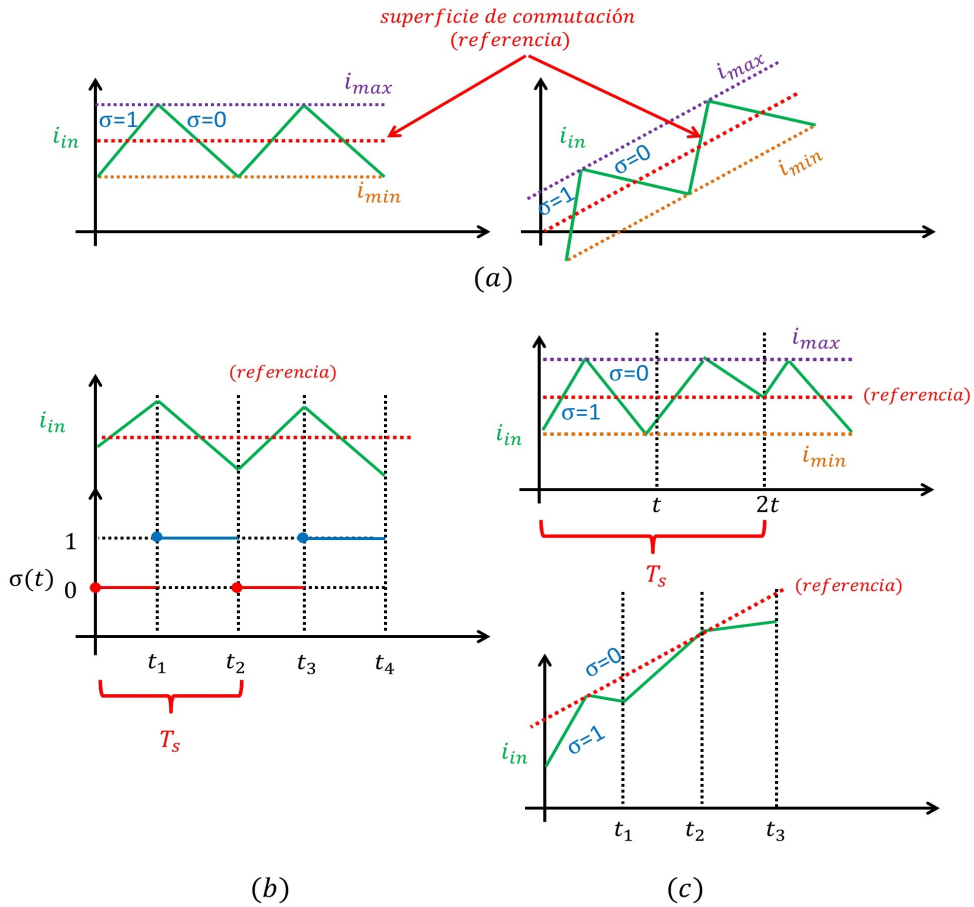 superficie de conmutación
(referencia)
i_max
σ=1
σ=0
i_in
i_min
i_max
i_in
σ=0
σ=1
i_min
(a)
(referencia)
i_in
1
σ(t)
0
t_1
t_2
t_3
t_4
T_s
(b)
i_max
σ=0
(referencia)
σ=1
i_in
i_min
t
2t
T_s
(referencia)
σ=0
σ=1
i_in
t_1
t_2
t_3
(c)